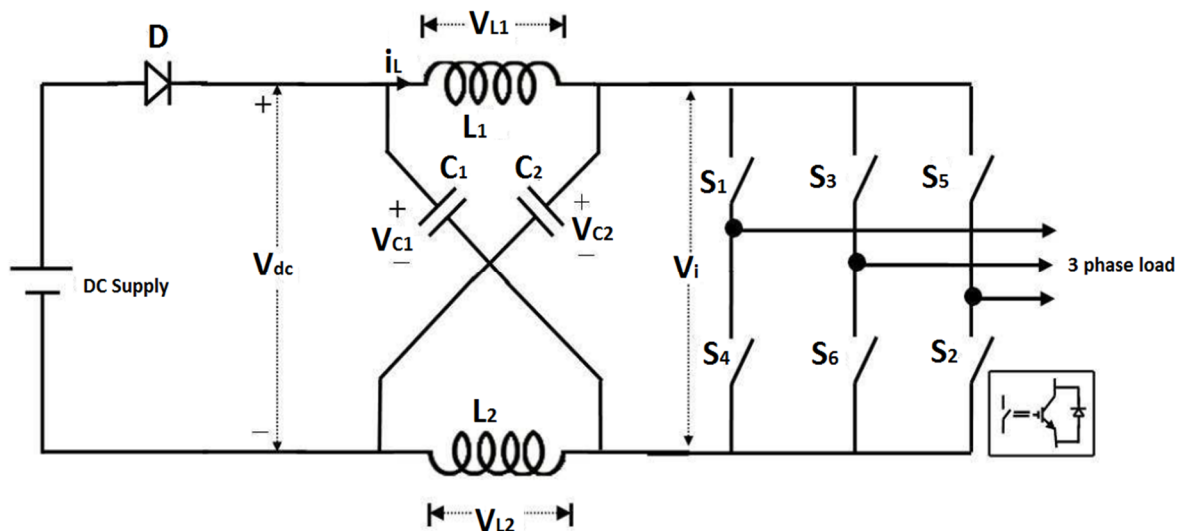 VL1
D
iL
+
L1
C1
C2
S1
S3
S5
+
+
VC1
VC2
−
−
Vdc
Vi
DC Supply
3 phase load
S4
S6
S2
L2
−
VL2